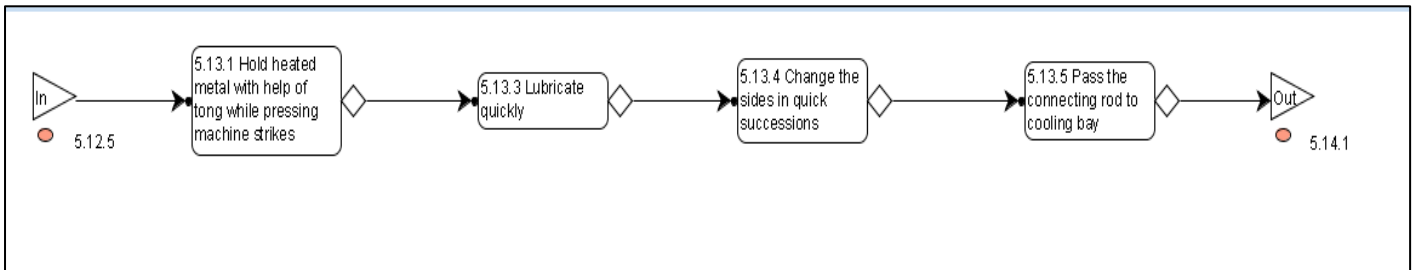 In
5.12.5
5.13.1 Hold heated
metal with help of
tong while pressing
machine strikes
5.13.3 Lubricate
quickly
5.13.4 Change the
sides in quick
successions
5.13.5 Pass the
connecting rod to
cooling bay
Out
5.14.1